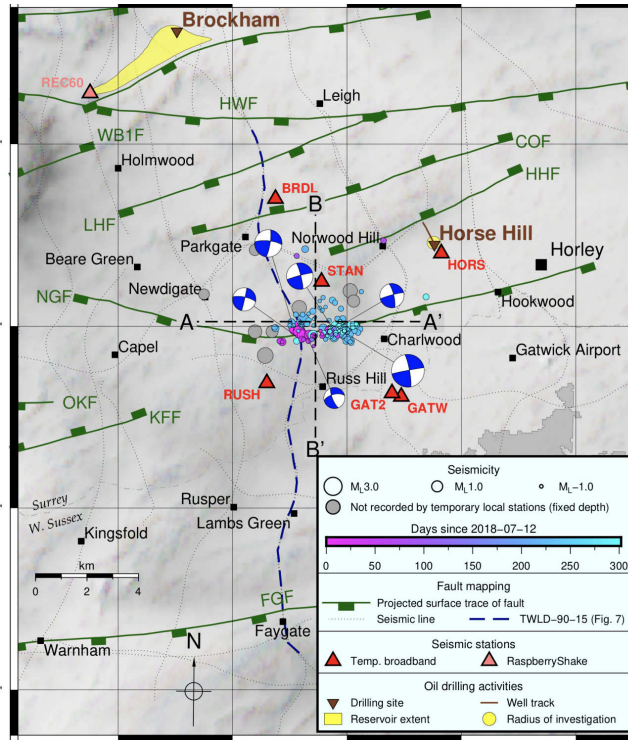 Brockham
REC60
HWF
Leigh
WB1F
COF
Holmwood
HHF
BRDL
B
LHF
Parkgate
Norwood Hill
Horse Hill
Horley
Beare Green
STAN
HORS
Newdigate
NGF
Hookwood
A
A'
Capel
Charlwood
Gatwick Airport
RUSH
Russ Hill
GAT2
GATW
OKF
KFF
B'
Surrey
W. Sussex
Rusper
Lambs Green
Kingsfold
km
0 2 4
FGF
Faygate
Warnham
N
Seismicity
ML3.0 ML1.0 ML−1.0
Not recorded by temporary local stations (fixed depth)
Days since 2018−07−12
0 50 100 150 200 250 300
Fault mapping
Projected surface trace of fault
Seismic line TWLD−90−15 (Fig. 7)
Seismic stations
Temp. broadband RaspberryShake
Oil drilling activities
Drilling site Well track
Reservoir extent Radius of investigation